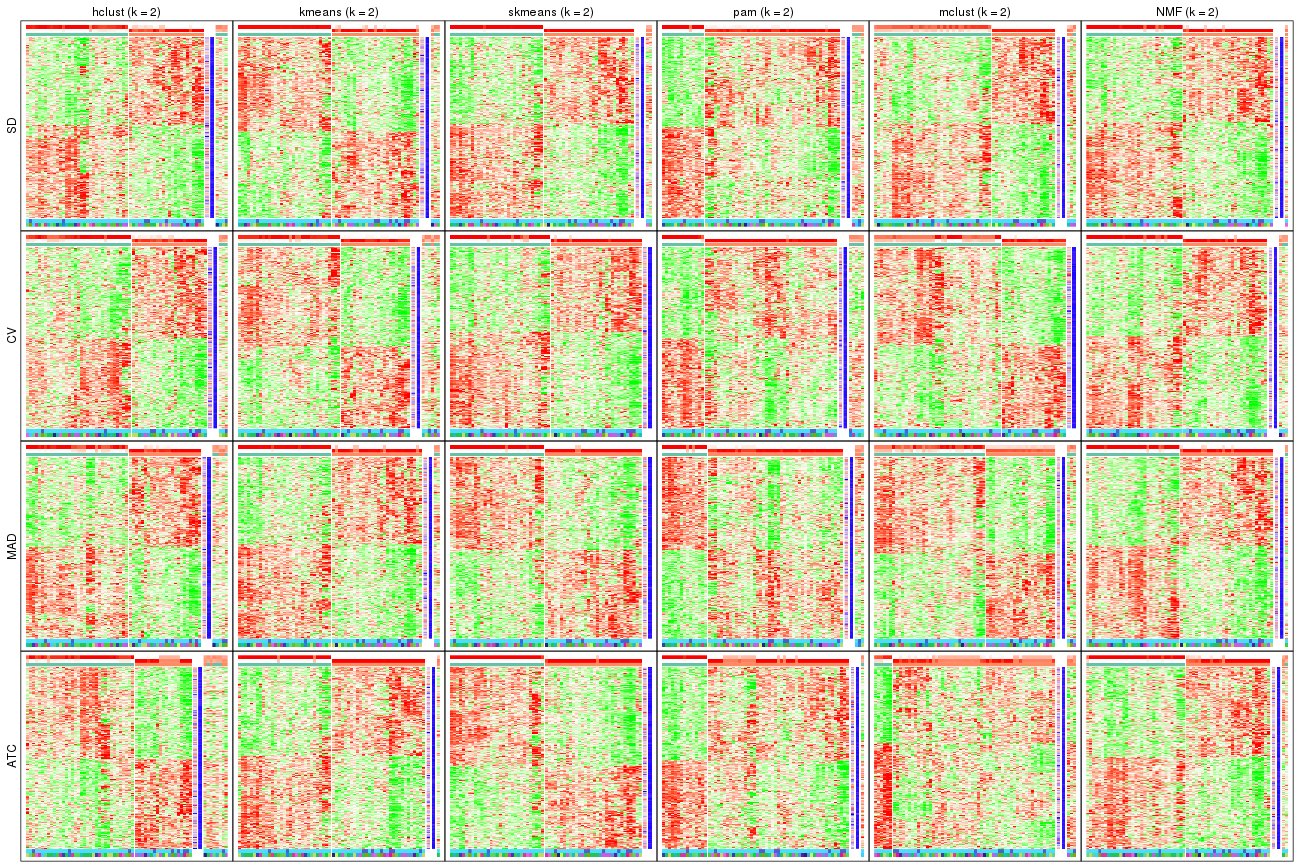 hclust (k = 2)
kmeans (k = 2)
skmeans (k = 2)
pam (k = 2)
mclust (k = 2)
NMF (k = 2)
SD
CV
MAD
ATC